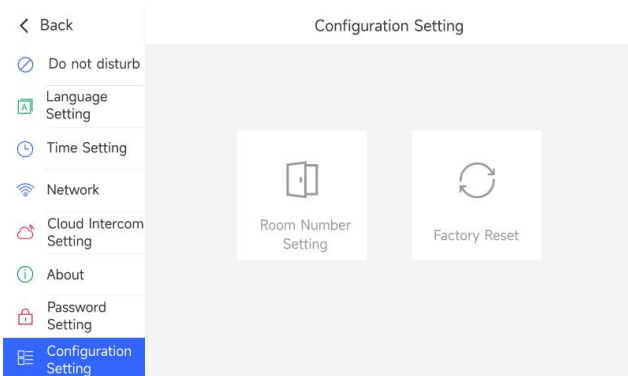 Back
Configuration Setting
Do not disturb
Language
Setting
Time Setting
Network
Cloud Intercom
Setting
About
Password
Setting
Configuration
Setting
Room Number
Setting
Factory Reset